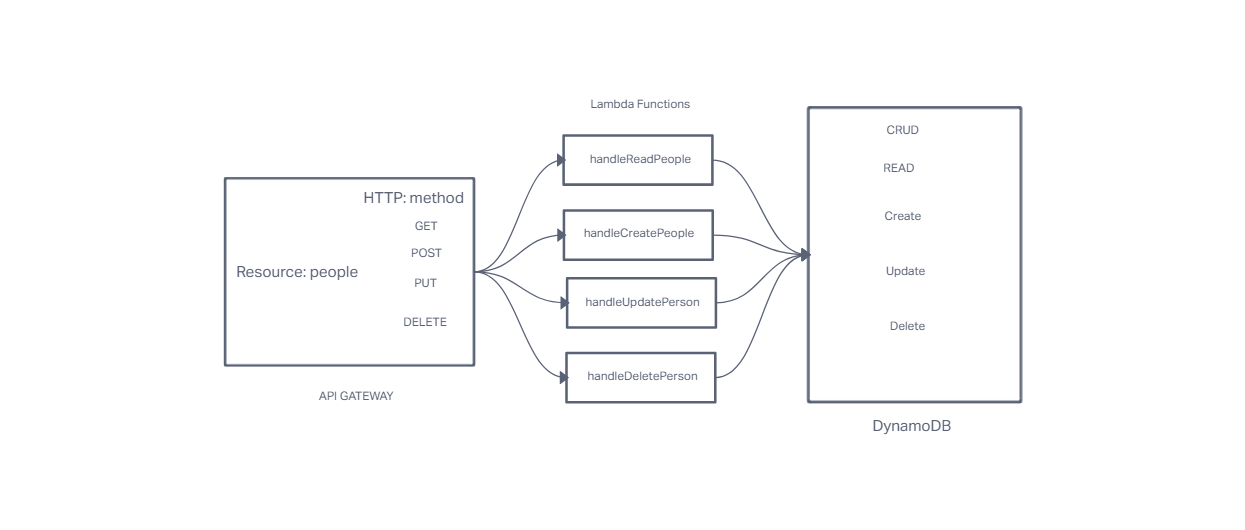 Lambda Functions
HTTP: method
GET
POST
Resource: people
PUT
DELETE
API GATEWAY
handleReadPeople
handleCreatePeople
handleUpdatePerson
handleDeletePerson
CRUD
READ
Create
Update
Delete
DynamoDB